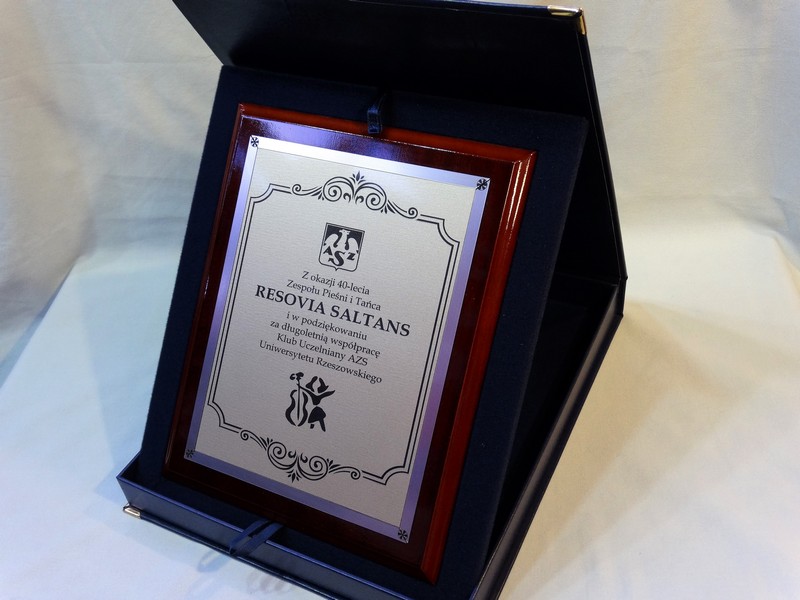 AZS
Z okazji 40-lecia
Zespołu Pieśni i Tańca
RESOVIA SALTANS
i w podziękowaniu
za długoletnią współpracę
Klub Uczelniany AZS
Uniwersytetu Rzeszowskiego